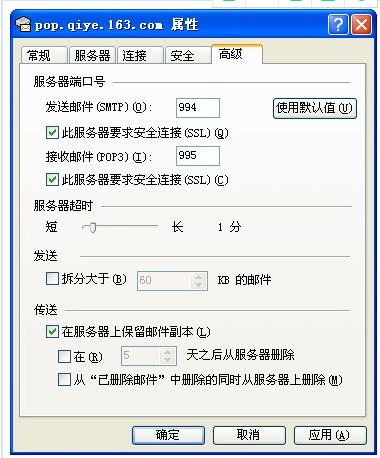 pop.qiye.163.com 属性
常规 服务器 连接 安全 高级
服务器端口号
发送邮件(SMTP)(O): 994 使用默认值(U)
此服务器要求安全连接(SSL)(Q)
接收邮件(POP3)(I): 995
此服务器要求安全连接(SSL)(C)
服务器超时
短 长 1 分
发送
拆分大于(B) 60 KB 的邮件
传送
在服务器上保留邮件副本(L)
在(R) 5 天之后从服务器删除
从“已删除邮件”中删除的同时从服务器上删除(M)
确定 取消 应用(A)